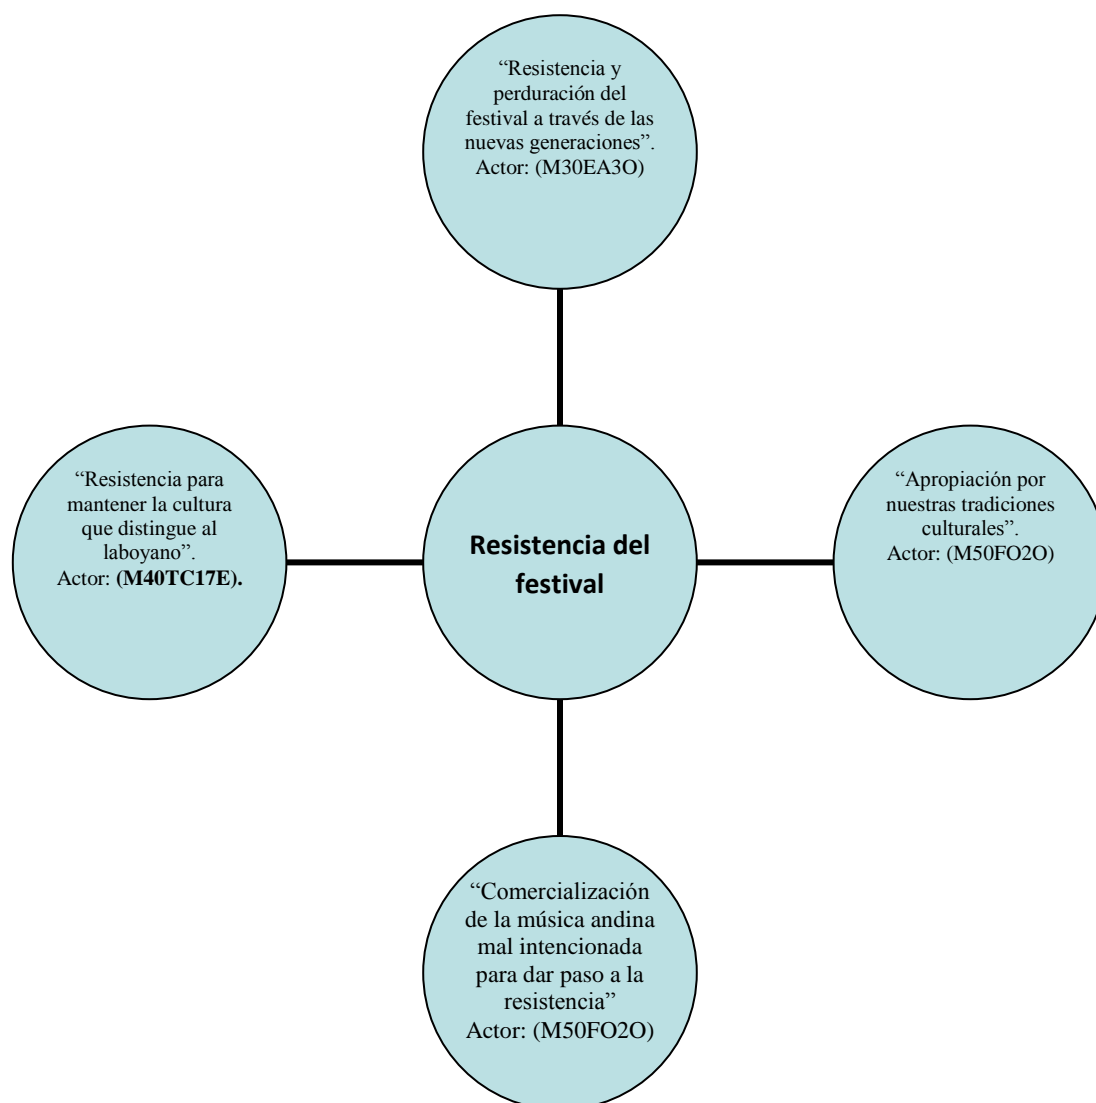 “Resistencia y
perduración del
festival a través de las
nuevas generaciones”.
Actor: (M30EA3O)
“Resistencia para
mantener la cultura
que distingue al
laboyano”.
Actor: (M40TC17E).
Resistencia del
festival
“Apropiación por
nuestras tradiciones
culturales”.
Actor: (M50FO2O)
“Comercialización
de la música andina
mal intencionada
para dar paso a la
resistencia”
Actor: (M50FO2O)